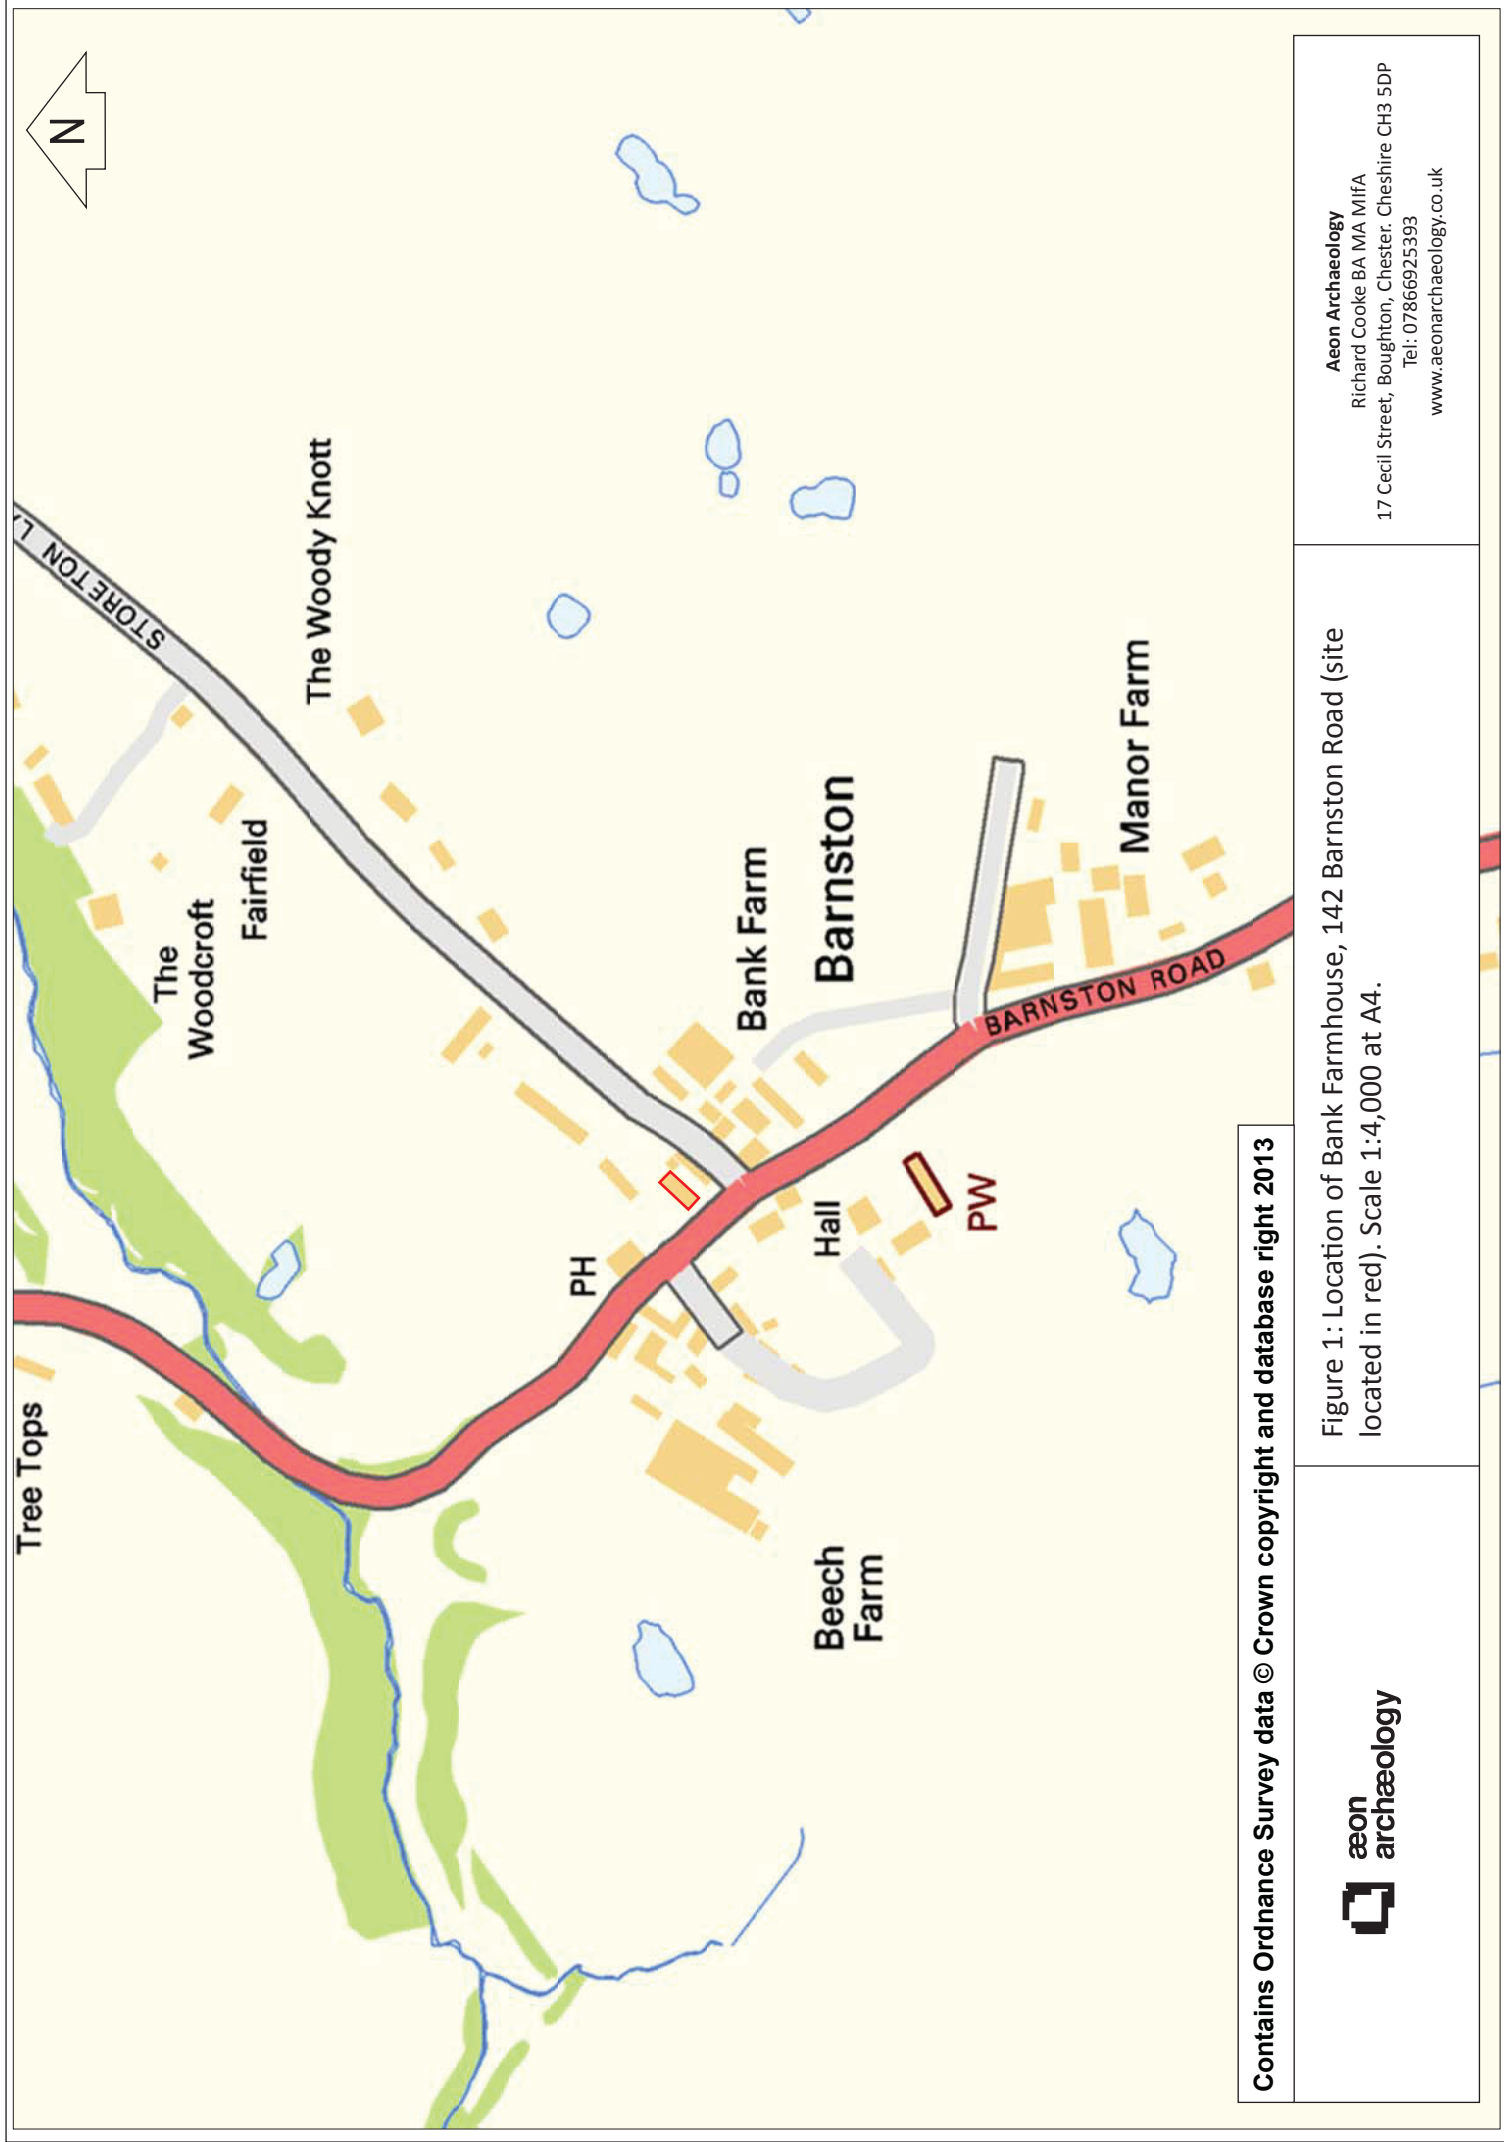 N
STORETON LA
The Woody Knott
Tree Tops
The
Woodcroft
Fairfield
PH
Bank Farm
Barnston
Hall
PW
Beech
Farm
Manor Farm
BARNSTON ROAD
Contains Ordnance Survey data © Crown copyright and database right 2013
æon
archæology
Figure 1: Location of Bank Farmhouse, 142 Barnston Road (site
located in red). Scale 1:4,000 at A4.
Aeon Archaeology
Richard Cooke BA MA MIfA
17 Cecil Street, Boughton, Chester. Cheshire CH3 5DP
Tel: 07866925393
www.aeonarchaeology.co.uk